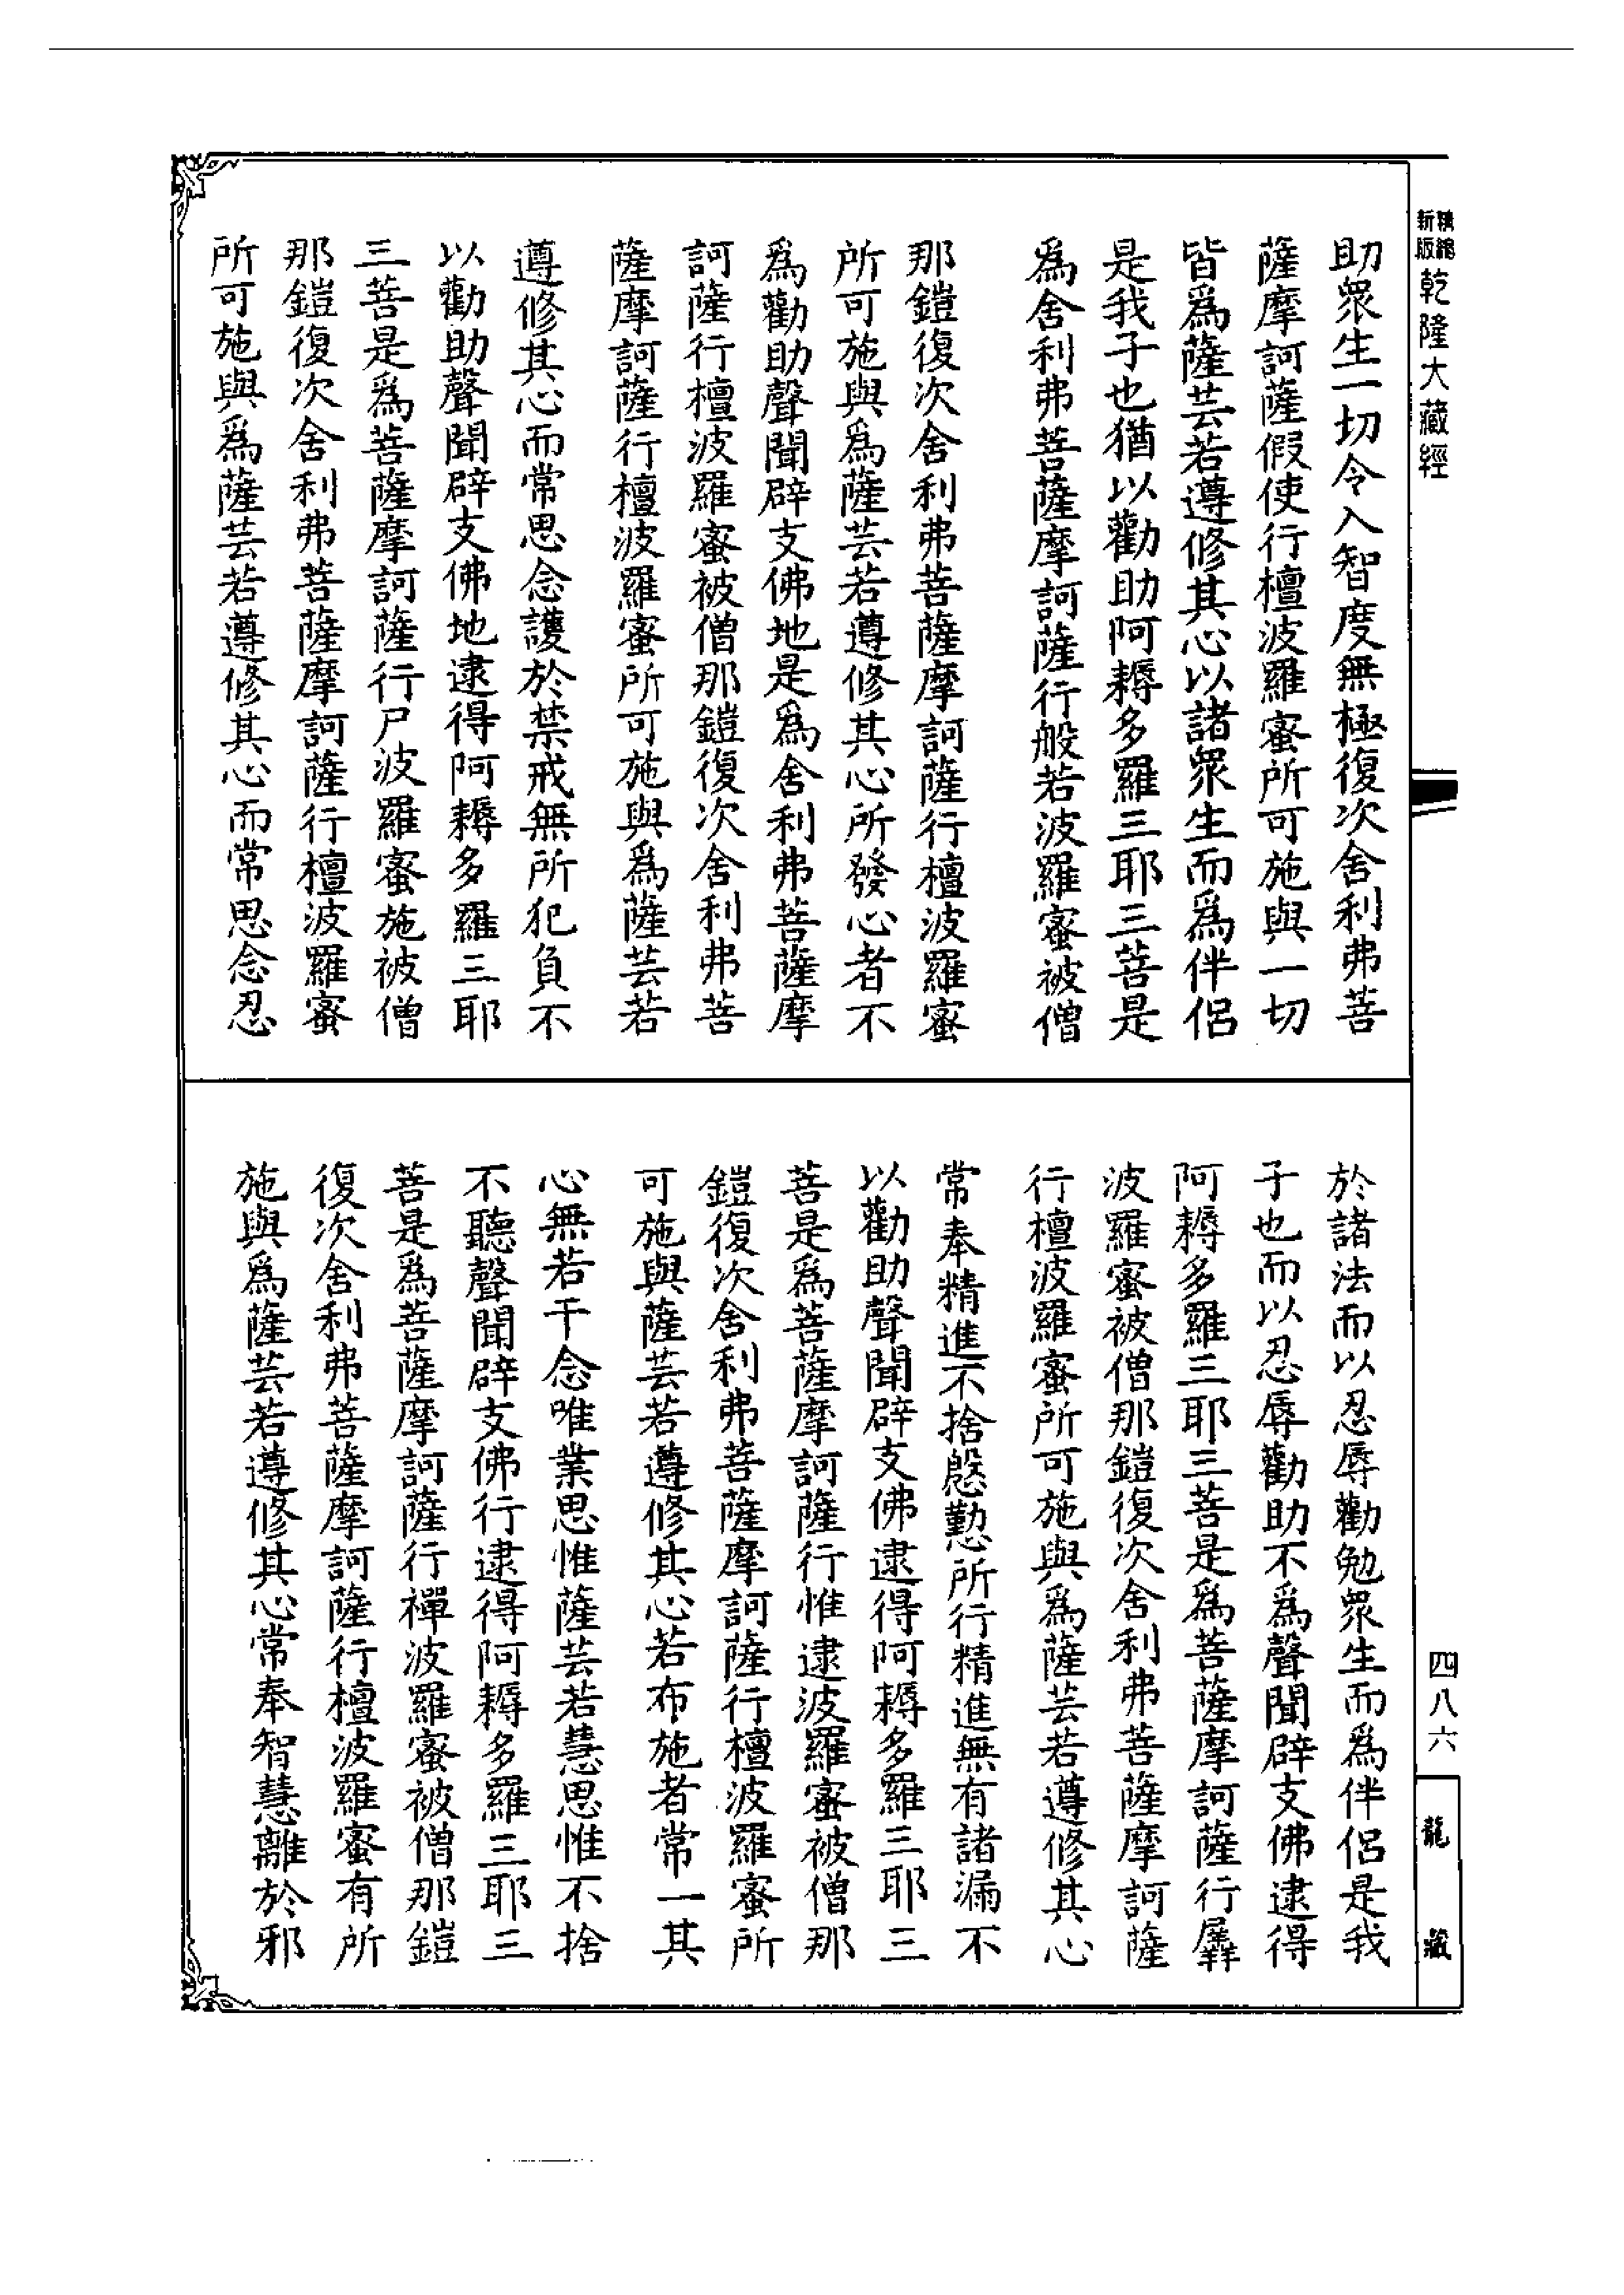 精縮新版乾隆大藏經
助眾生一切令入智度無極復次舍利弗菩
薩摩訶薩假使行檀波羅蜜所可施與一切
皆爲薩芸若遵修其心以諸眾生而爲伴侶
是我子也猶以勸助阿耨多羅三耶三菩是
爲舍利弗菩薩摩訶薩行般若波羅蜜被僧
那鎧復次舍利弗菩薩摩訶薩行檀波羅蜜
所可施與爲薩芸若遵修其心所發心者不
爲勸助聲聞辟支佛地是爲舍利弗菩薩摩
訶薩行檀波羅蜜被僧那鎧復次舍利弗菩
薩摩訶薩行檀波羅蜜所可施與爲薩芸若
遵修其心而常思念護於禁戒無所犯負不
以勸助聲聞辟支佛地逮得阿耨多羅三耶
三菩是爲菩薩摩訶薩行尸波羅蜜施被僧
那鎧復次舍利弗菩薩摩訶薩行檀波羅蜜
所可施與爲薩芸若遵修其心而常思念忍
於諸法而以忍辱勸勉眾生而爲伴侶是我
子也而以忍辱勸助不爲聲聞辟支佛逮得
阿耨多羅三耶三菩是爲菩薩摩訶薩行羼
波羅蜜被僧那鎧復次舍利弗菩薩摩訶薩
行檀波羅蜜所可施與爲薩芸若遵修其心
常奉精進不捨慇懃所行精進無有諸漏不
以勸助聲聞辟支佛逮得阿耨多羅三耶三
菩是爲菩薩摩訶薩行惟逮波羅蜜被僧那
鎧復次舍利弗菩薩摩訶薩行檀波羅蜜所
可施與薩芸若遵修其心若布施者常一其
心無若干念唯業思惟薩芸若慧思惟不捨
不聽聲聞辟支佛行逮得阿耨多羅三耶三
菩是爲菩薩摩訶薩行禪波羅蜜被僧那鎧
復次舍利弗菩薩摩訶薩行檀波羅蜜有所
施與爲薩芸若遵修其心常奉智慧離於邪
四八六
龍藏